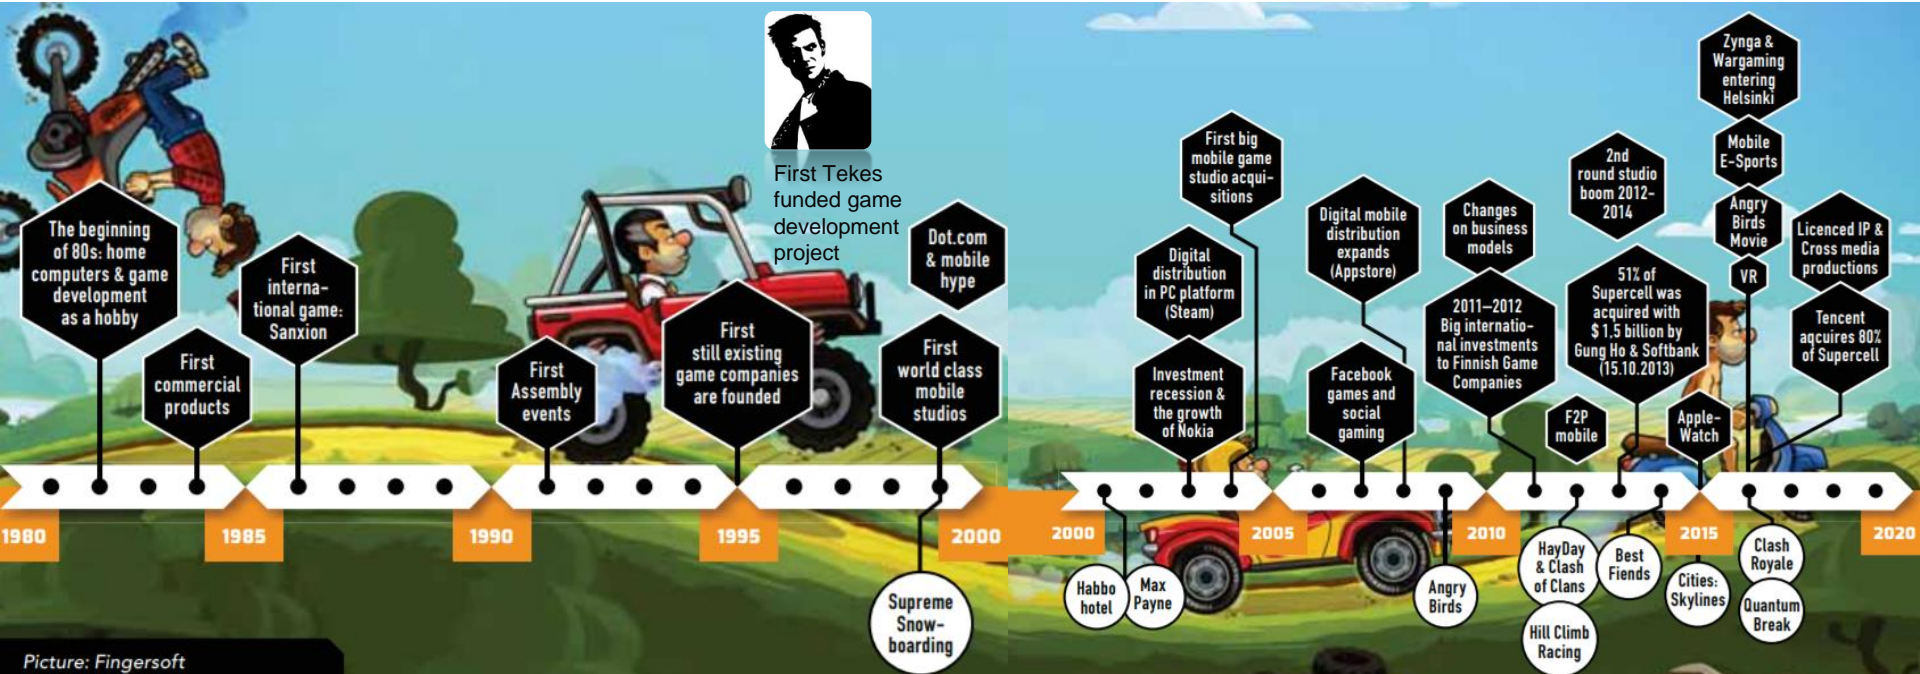 The beginning
of 80s: home
computers & game
development
as a hobby
First
commercial
products
First
interna-
tional game:
Sanxion
First
Assembly
events
First Tekes
funded game
development
project
First
still existing
game companies
are founded
Dot.com
& mobile
hype
First
world class
mobile
studios
1980
1985
1990
1995
2000
Supreme
Snow-
boarding
Picture: Fingersoft
First big
mobile game
studio acqui-
sitions
Digital
distribution
in PC platform
(Steam)
Investment
recession &
the growth
of Nokia
Digital mobile
distribution
expands
(Appstore)
Facebook
games and
social
gaming
Changes
on business
models
2011–2012
Big internatio-
nal investments
to Finnish Game
Companies
2nd
round studio
boom 2012-
2014
51% of
Supercell was
acquired with
$ 1,5 billion by
Gung Ho & Softbank
(15.10.2013)
F2P
mobile
Apple-
Watch
Zynga &
Wargaming
entering
Helsinki
Mobile
E-Sports
Angry
Birds
Movie
VR
Licenced IP &
Cross media
productions
Tencent
aqcuires 80%
of Supercell
2000
2005
2010
2015
2020
Habbo
hotel
Max
Payne
Angry
Birds
HayDay
& Clash
of Clans
Hill Climb
Racing
Best
Fiends
Cities:
Skylines
Clash
Royale
Quantum
Break